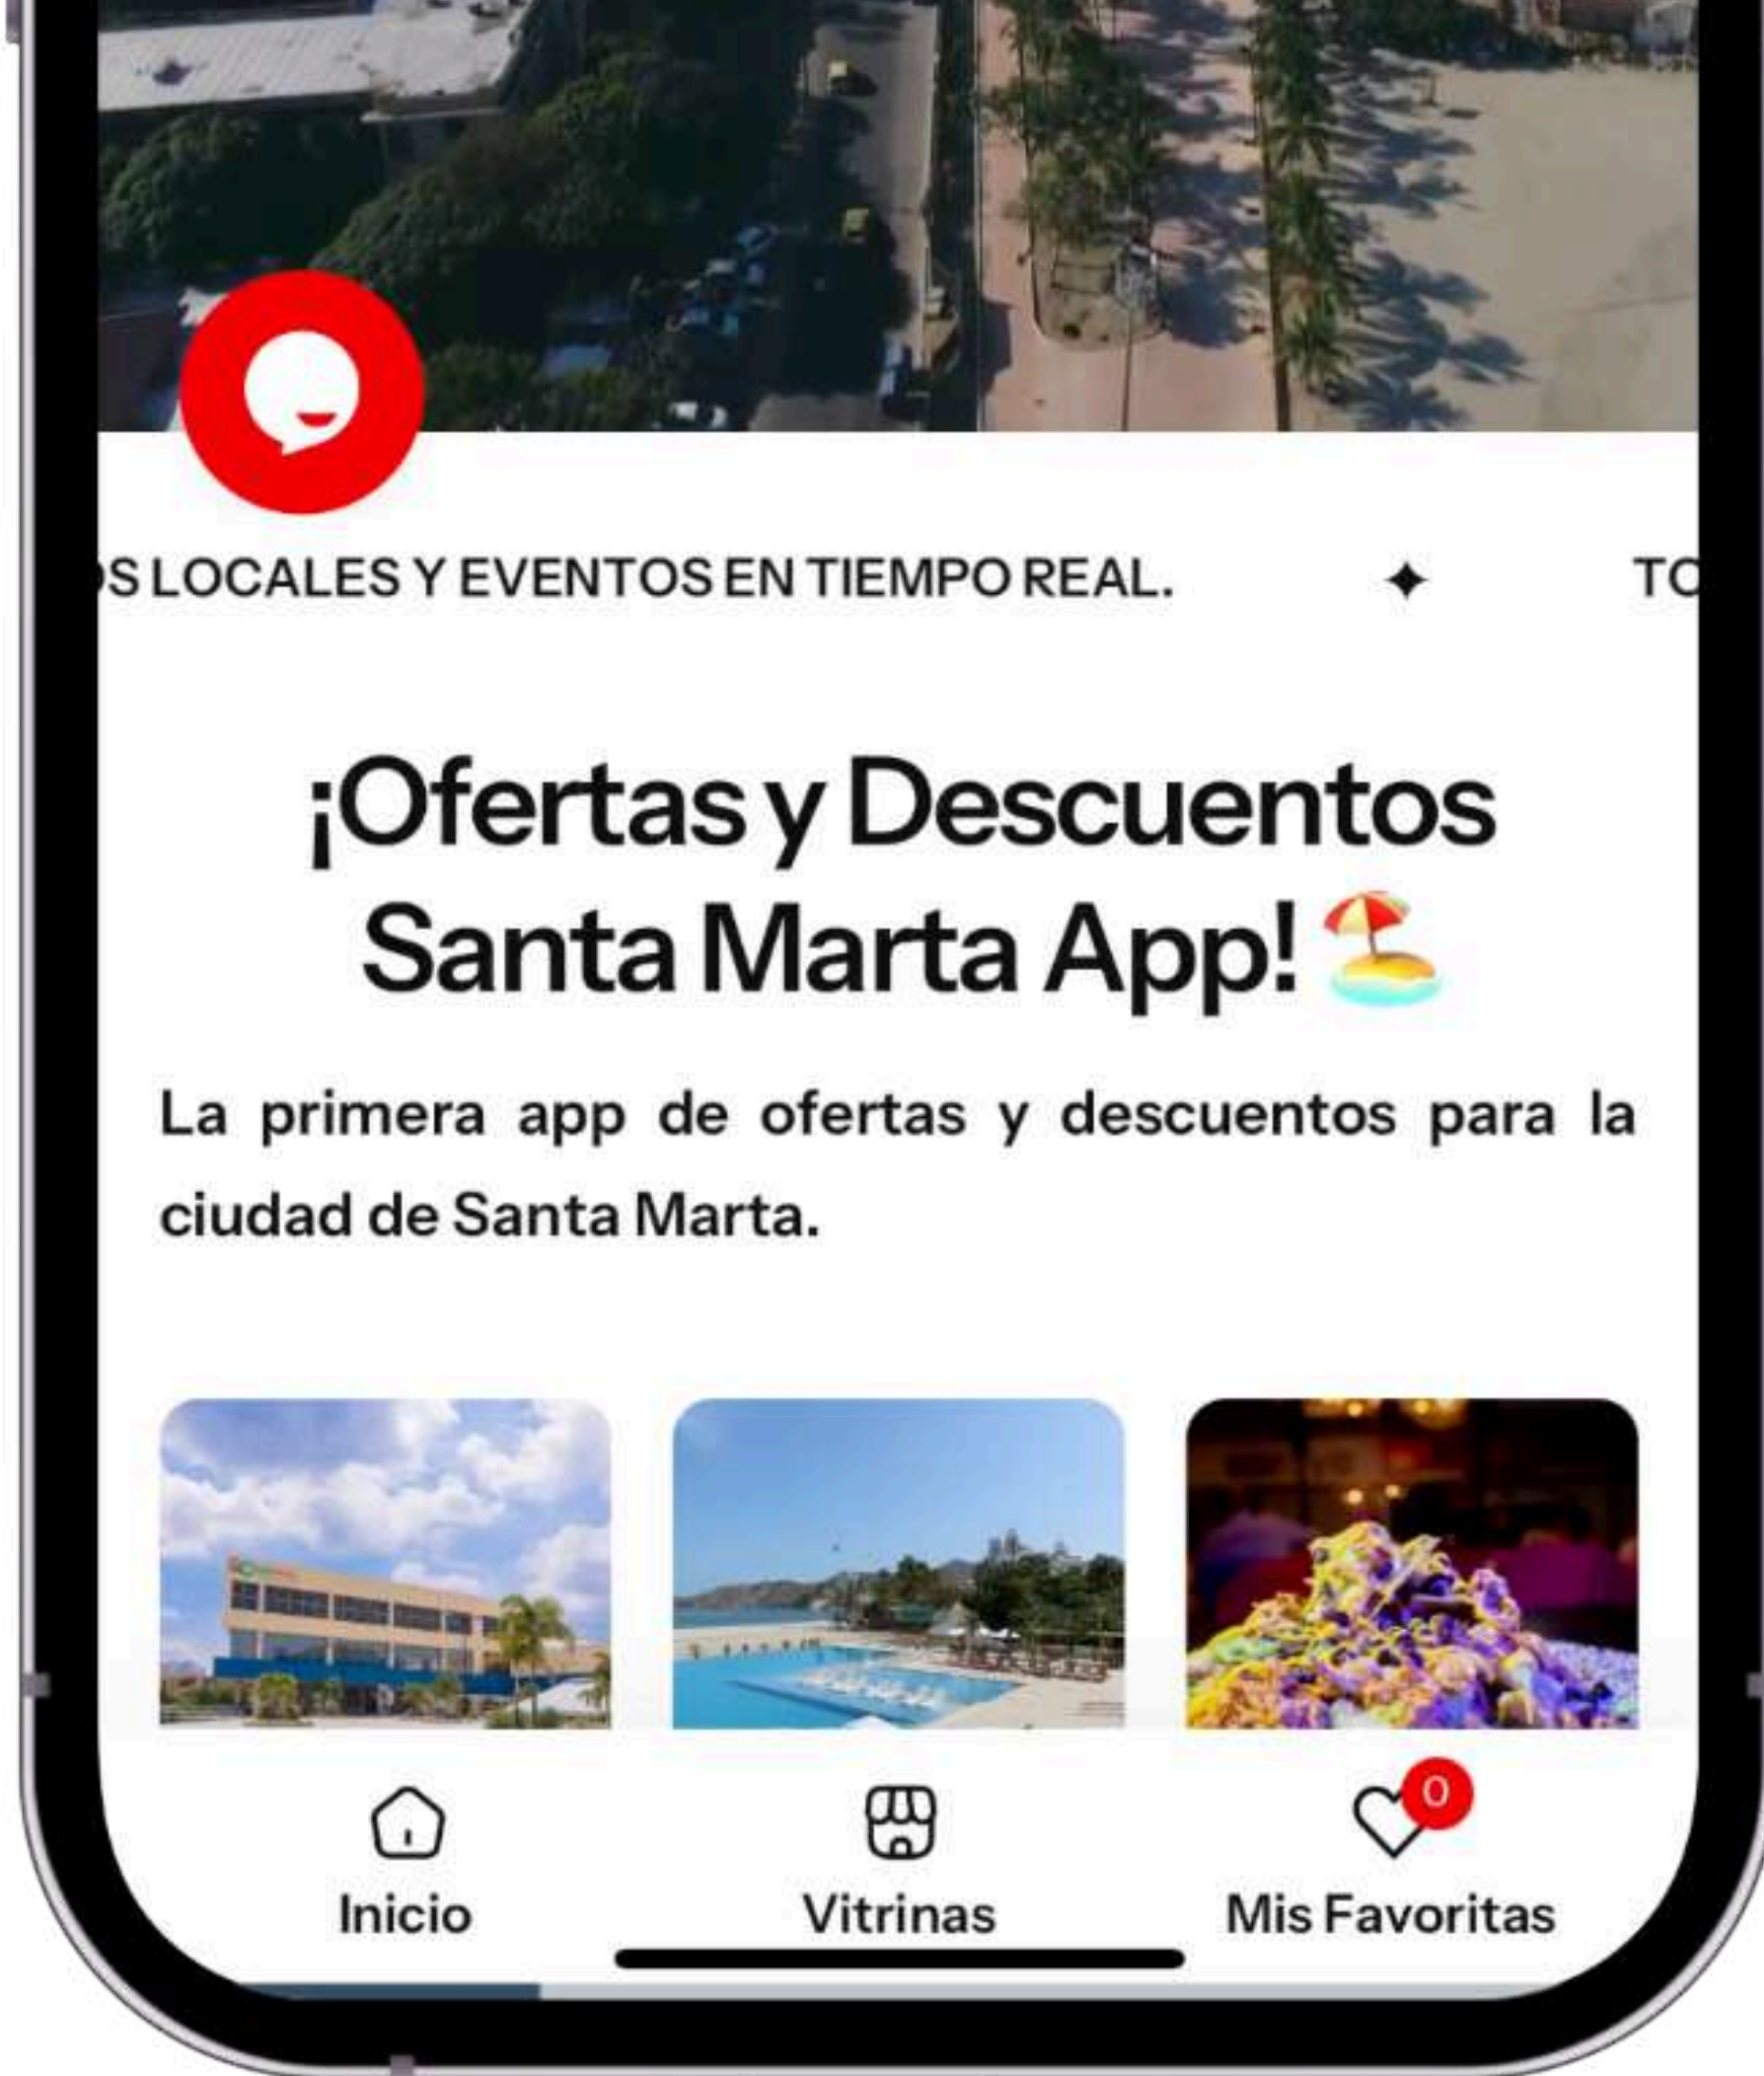 LOCALES Y EVENTOS EN TIEMPO REAL. ✦
¡Ofertas y Descuentos
Santa Marta App! 🏖️
La primera app de ofertas y descuentos para la
ciudad de Santa Marta.
0
Inicio Vitrinas Mis Favoritas